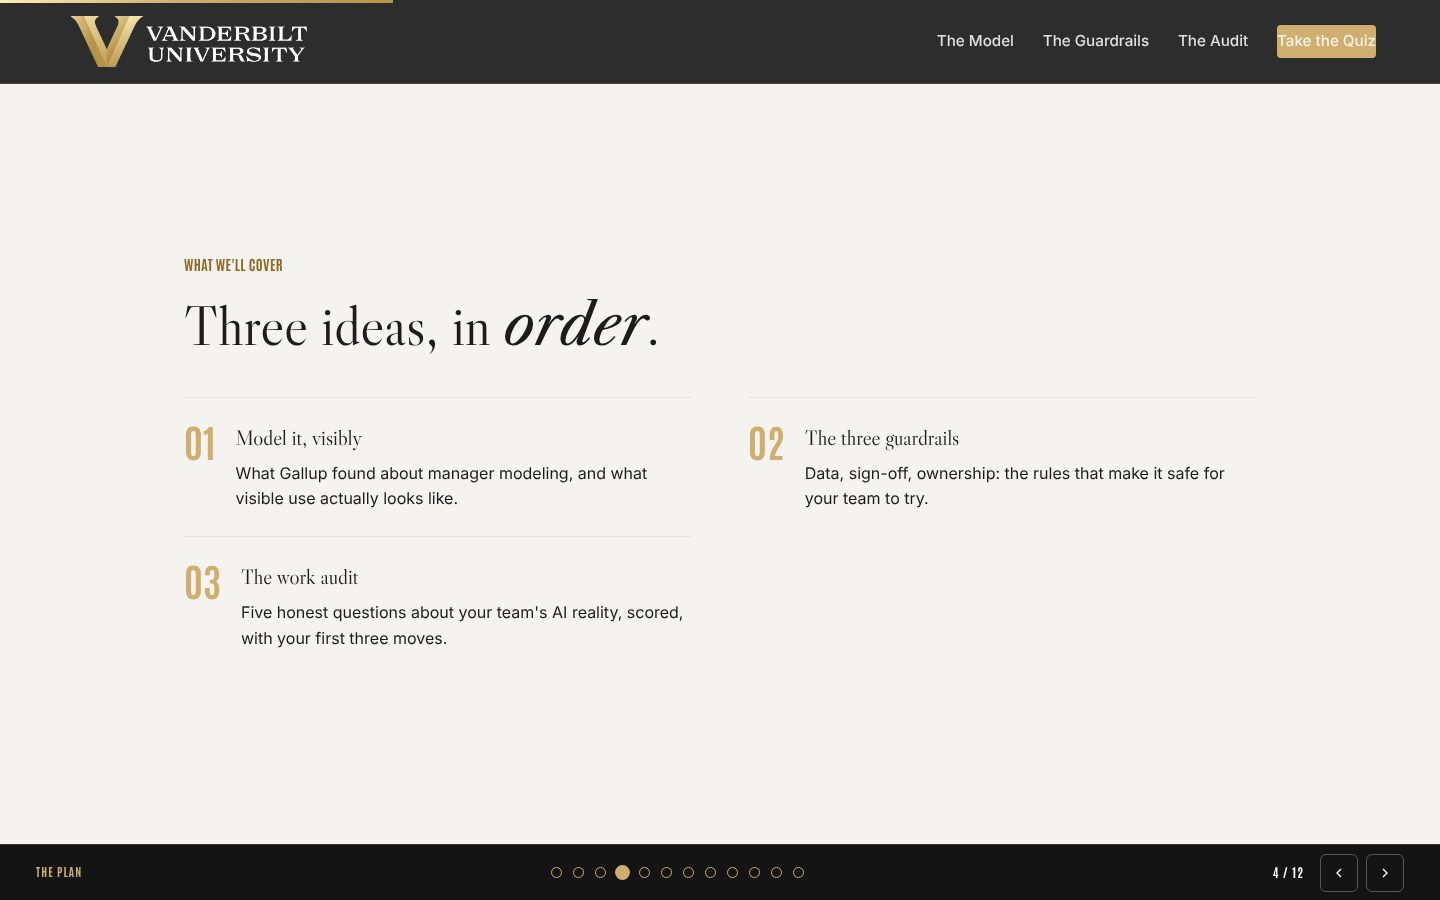 VANDERBILT
UNIVERSITY
The Model
The Guardrails
The Audit
Take the Quiz
WHAT WE'LL COVER
Three ideas, in order.
01
Model it, visibly
What Gallup found about manager modeling, and what
visible use actually looks like.
02
The three guardrails
Data, sign-off, ownership: the rules that make it safe for
your team to try.
03
The work audit
Five honest questions about your team's AI reality, scored,
with your first three moves.
THE PLAN
4 / 12